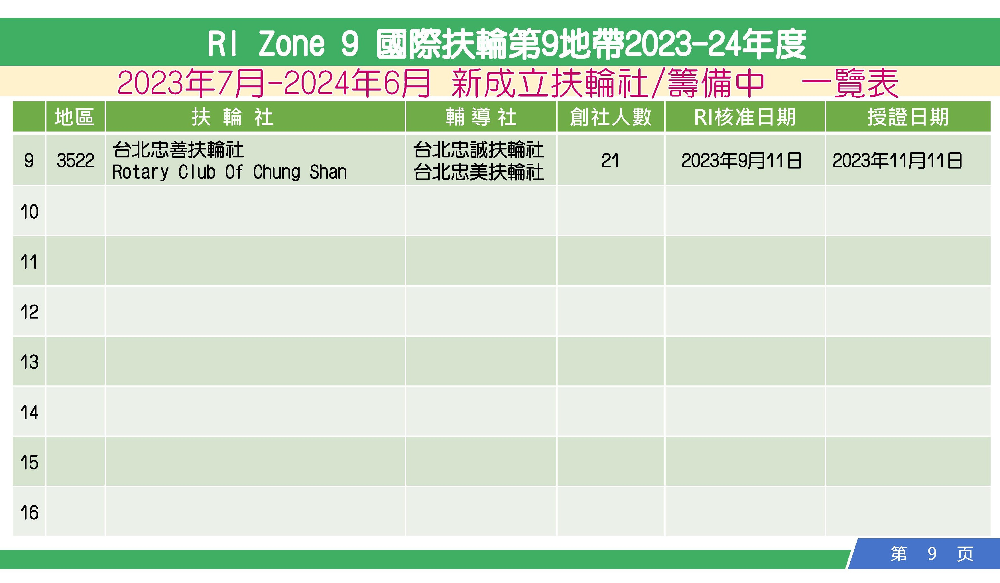 RI Zone 9 國際扶輪第9地帶2023-24年度
2023年7月-2024年6月 新成立扶輪社/籌備中 一覽表
地區 扶輪社 輔導社 創社人數 RI核准日期 授證日期
9 3522 台北忠善扶輪社 台北忠誠扶輪社 21 2023年9月11日 2023年11月11日
Rotary Club Of Chung Shan 台北忠美扶輪社
10
11
12
13
14
15
16
第 9 页